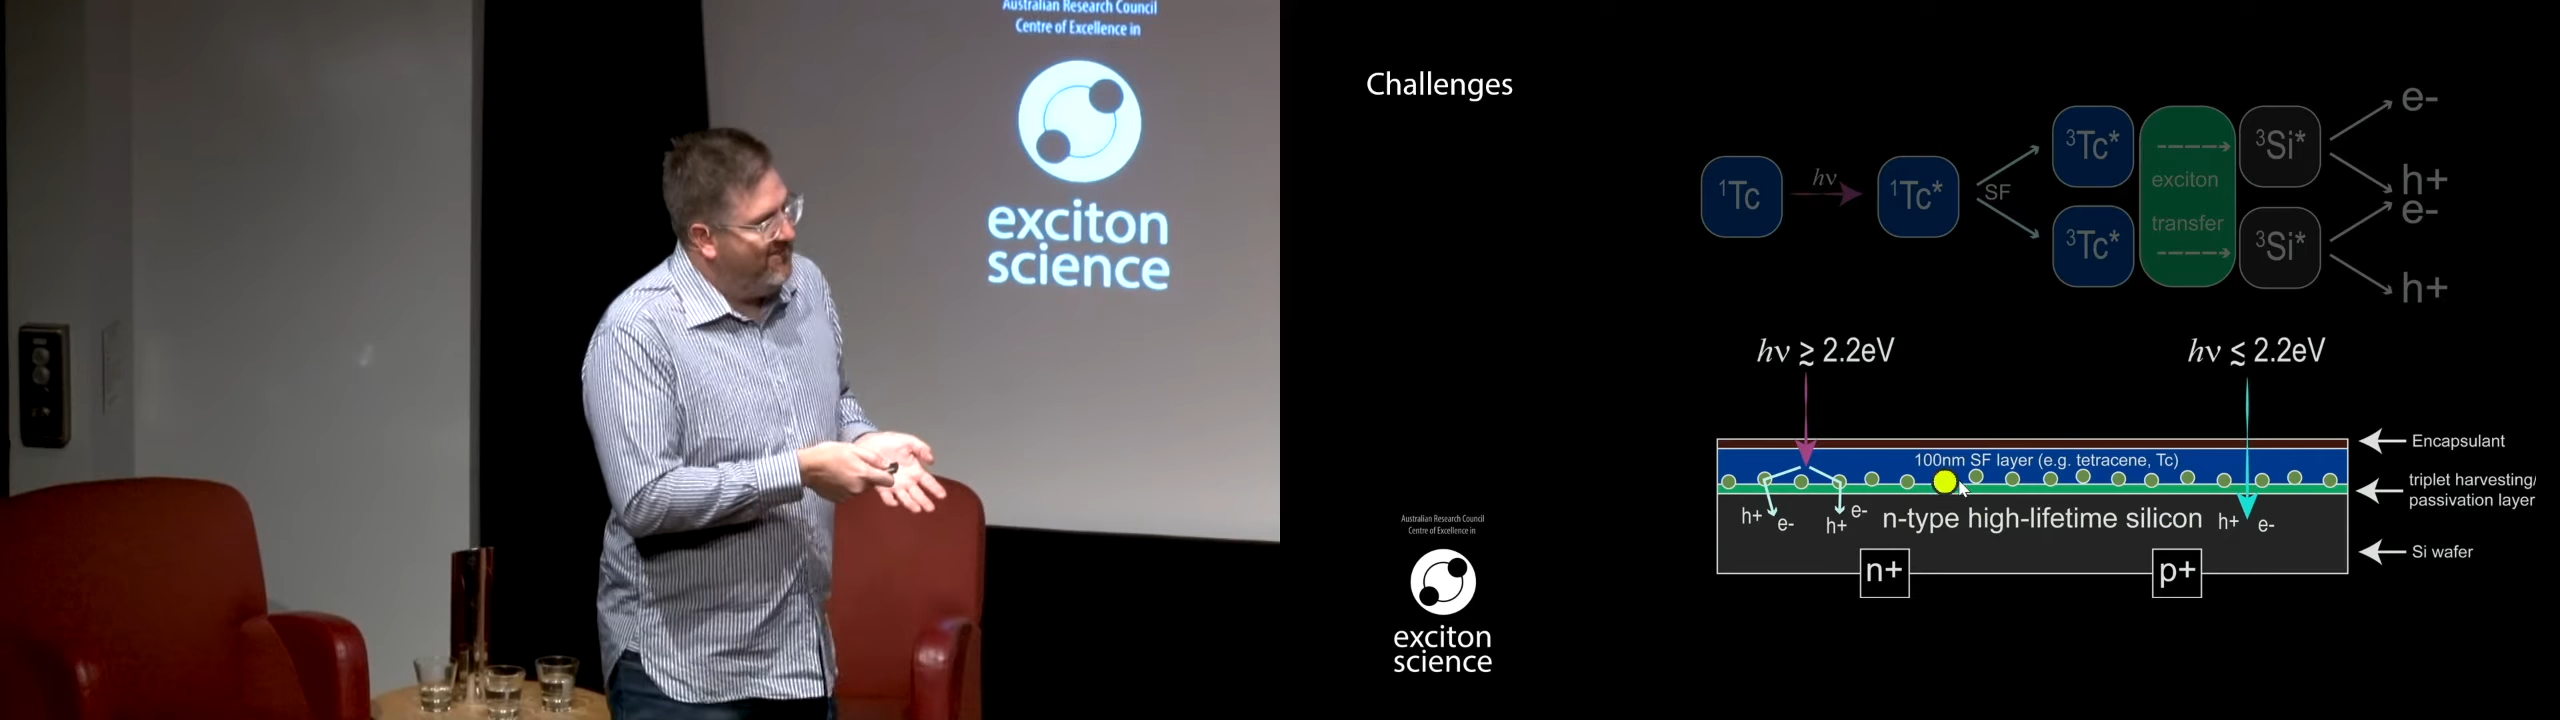 Australian Research Council
Centre of Excellence in
exciton
science
Challenges
¹Tc
hν
¹Tc*
SF
³Tc*
³Tc*
exciton
transfer
³Si*
³Si*
e-
h+
e-
h+
hν ≳ 2.2eV
hν ≲ 2.2eV
100nm SF layer (e.g. tetracene, Tc)
Encapsulant
triplet harvesting/
passivation layer
h+
e-
h+
e-
n-type high-lifetime silicon
h+
e-
Si wafer
n+
p+
Australian Research Council
Centre of Excellence in
exciton
science